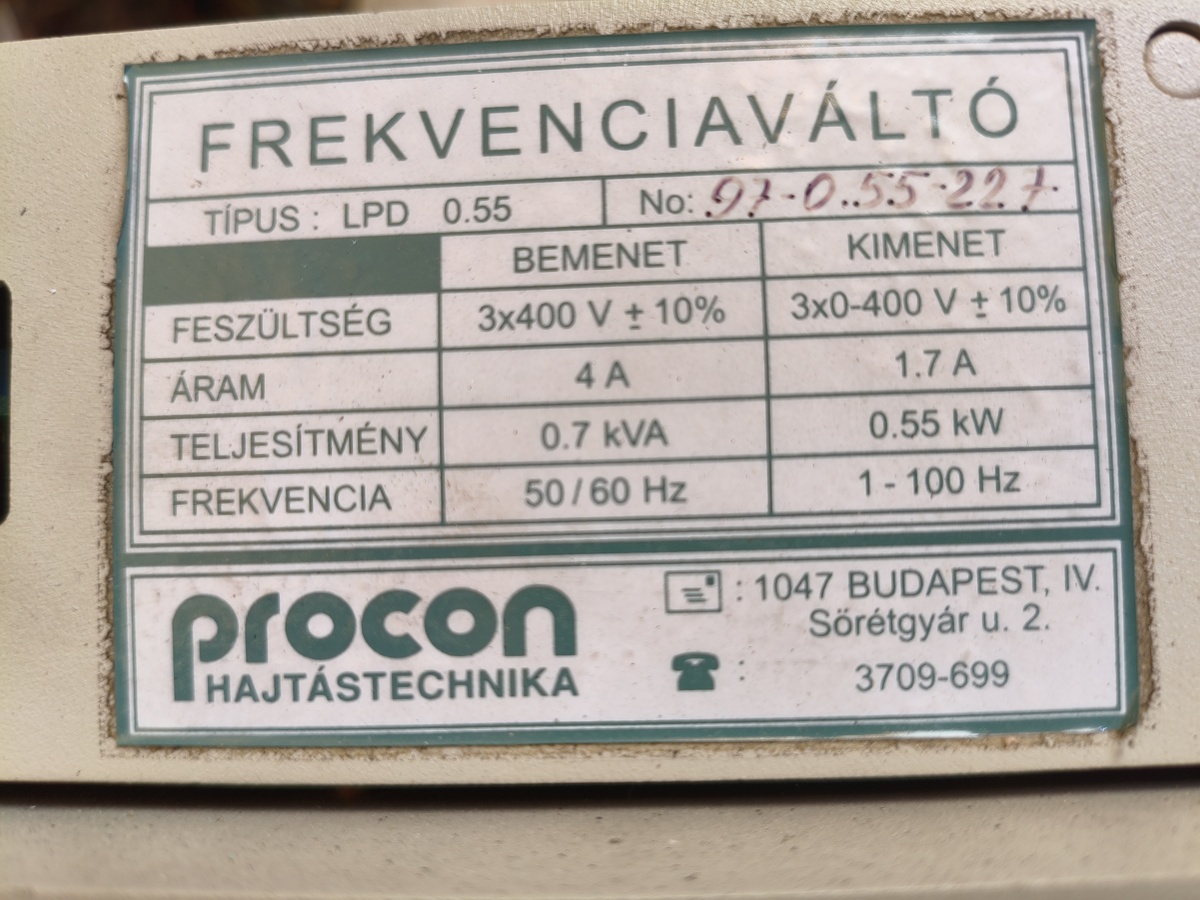 FREKVENCIAVÁLTÓ
TÍPUS : LPD 0.55 No: 97-0.55-227
BEMENET KIMENET
FESZÜLTSÉG 3x400 V ± 10% 3x0-400 V ± 10%
ÁRAM 4 A 1.7 A
TELJESÍTMÉNY 0.7 kVA 0.55 kW
FREKVENCIA 50 / 60 Hz 1 - 100 Hz
procon
HAJTÁSTECHNIKA
: 1047 BUDAPEST, IV.
Sörétgyár u. 2.
: 3709-699